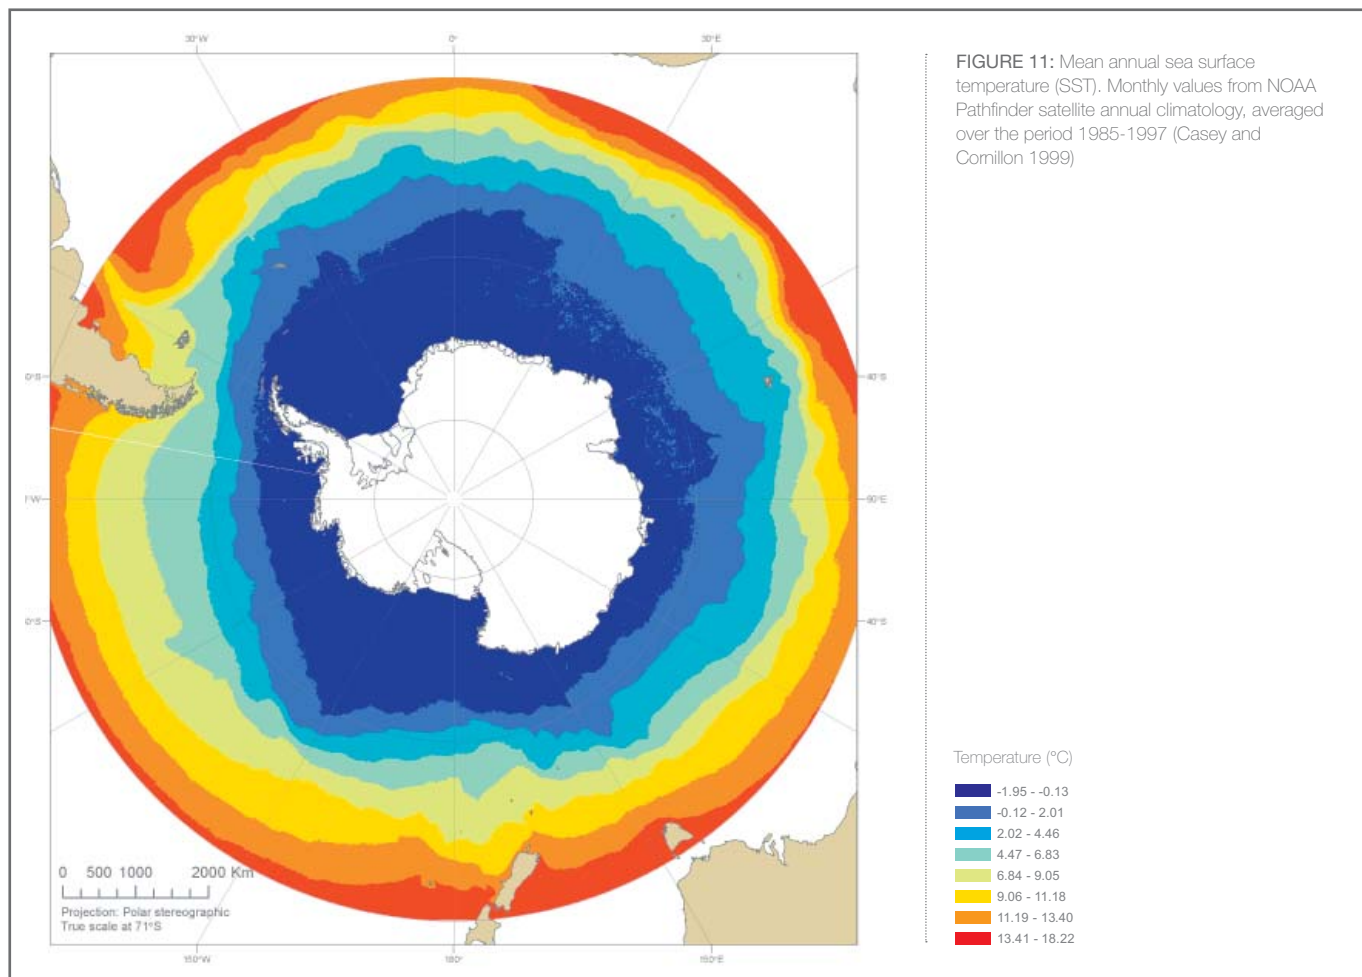 30°W
0°
30°E
FIGURE 11: Mean annual sea surface
temperature (SST). Monthly values from NOAA
Pathfinder satellite annual climatology, averaged
over the period 1985-1997 (Casey and
Cornillon 1999)
0°S
40°S
1°W
90°E
0°S
40°S
Temperature (°C)
-1.95 - -0.13
-0.12 - 2.01
2.02 - 4.46
4.47 - 6.83
6.84 - 9.05
9.06 - 11.18
11.19 - 13.40
13.41 - 18.22
0 500 1000 2000 Km
Projection: Polar stereographic
True scale at 71°S
150°W
180°
150°E